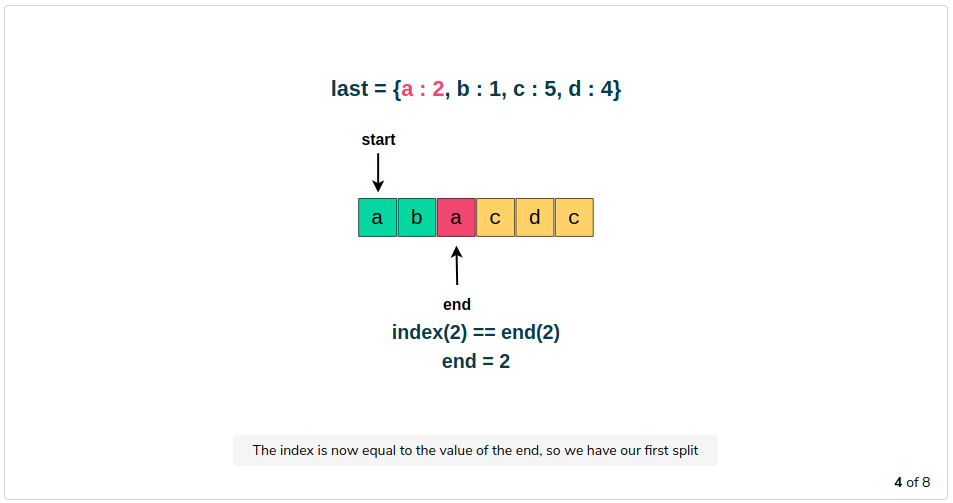 last = {a : 2, b : 1, c : 5, d : 4}
start
a b a c d c
end
index(2) == end(2)
end = 2
The index is now equal to the value of the end, so we have our first split
4 of 8